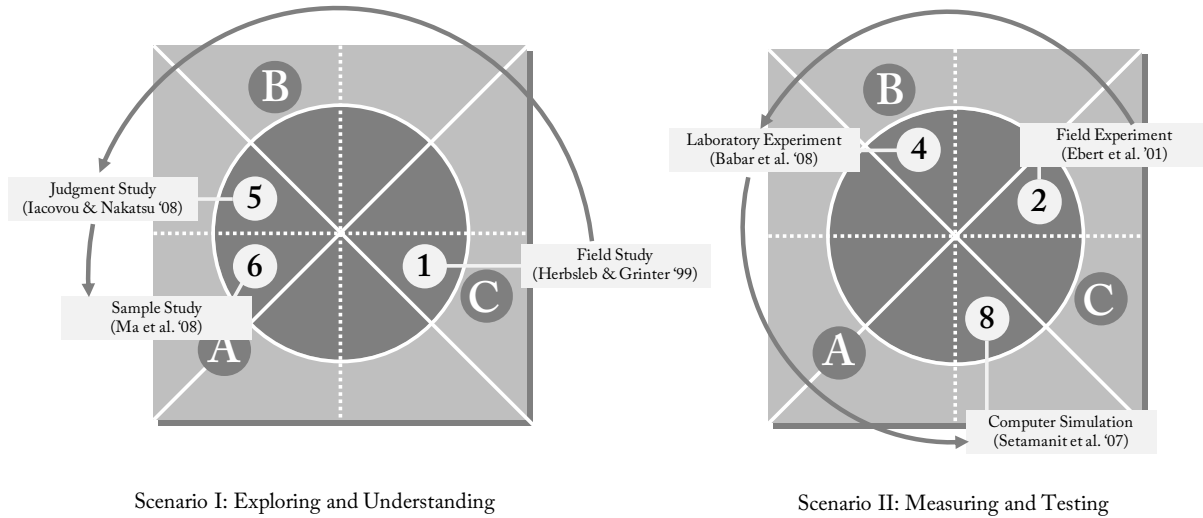 B
5
Judgment Study
(Iacovou & Nakatsu ‘08)
6
1
Field Study
(Herbsleb & Grinter ‘99)
C
Sample Study
(Ma et al. ‘08)
A
Scenario I: Exploring and Understanding
B
Laboratory Experiment
(Babar et al. ‘08)
4
Field Experiment
(Ebert et al. ’01)
2
C
8
A
Computer Simulation
(Setamanit et al. ‘07)
Scenario II: Measuring and Testing